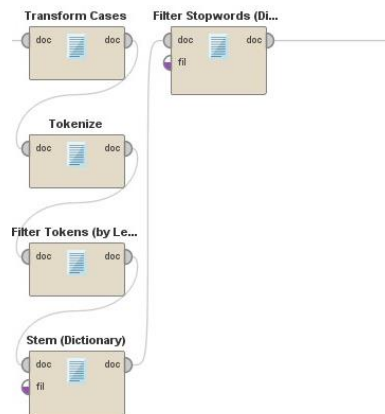 Transform Cases
doc doc
Tokenize
doc doc
Filter Tokens (by Le...
doc doc
Stem (Dictionary)
doc doc
fil
Filter Stopwords (Di...
doc doc
fil